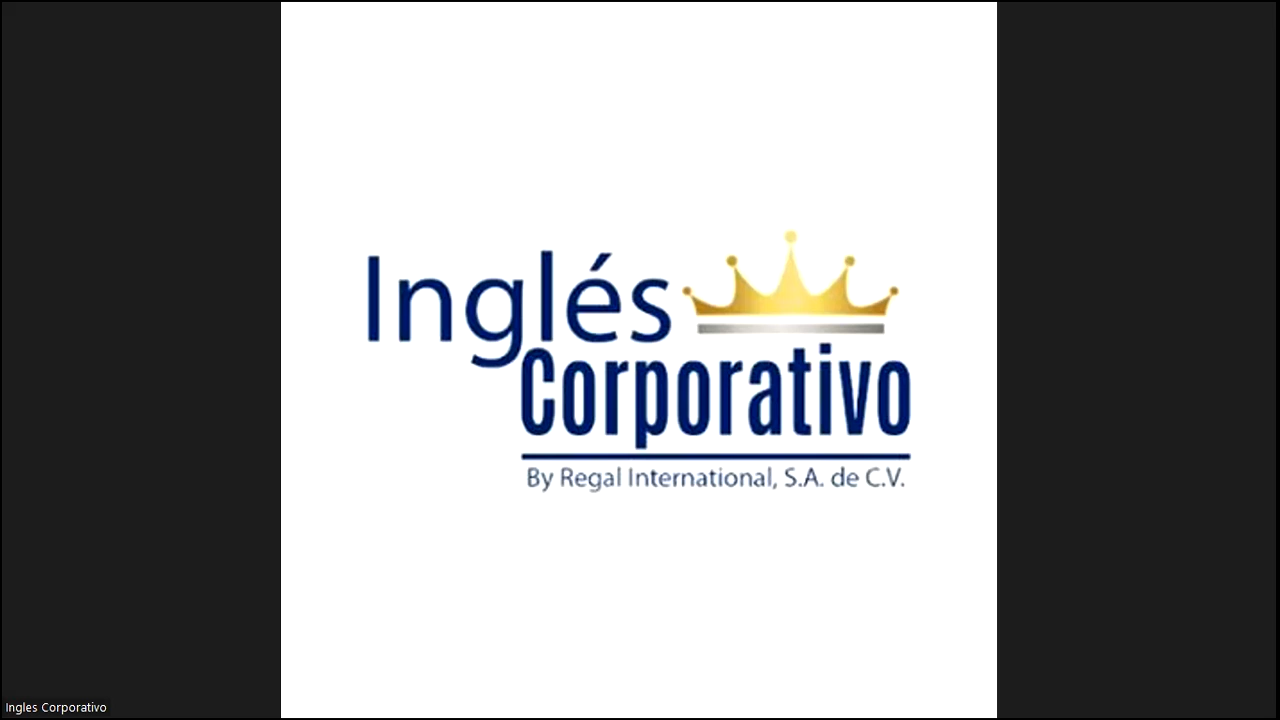 Inglés
Corporativo
By Regal International, S.A. de C.V.
Ingles Corporativo